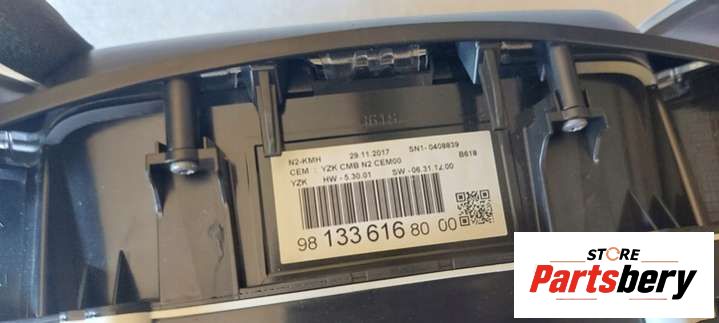 1618
N2-KMH 29.11.2017 SN1-0408839
CEM : YZK CMB N2 CEM00 B618
YZK HW - 5.30.01 SW - 06.31.12.00
98 133 616 80 00
STORE
Partsbery